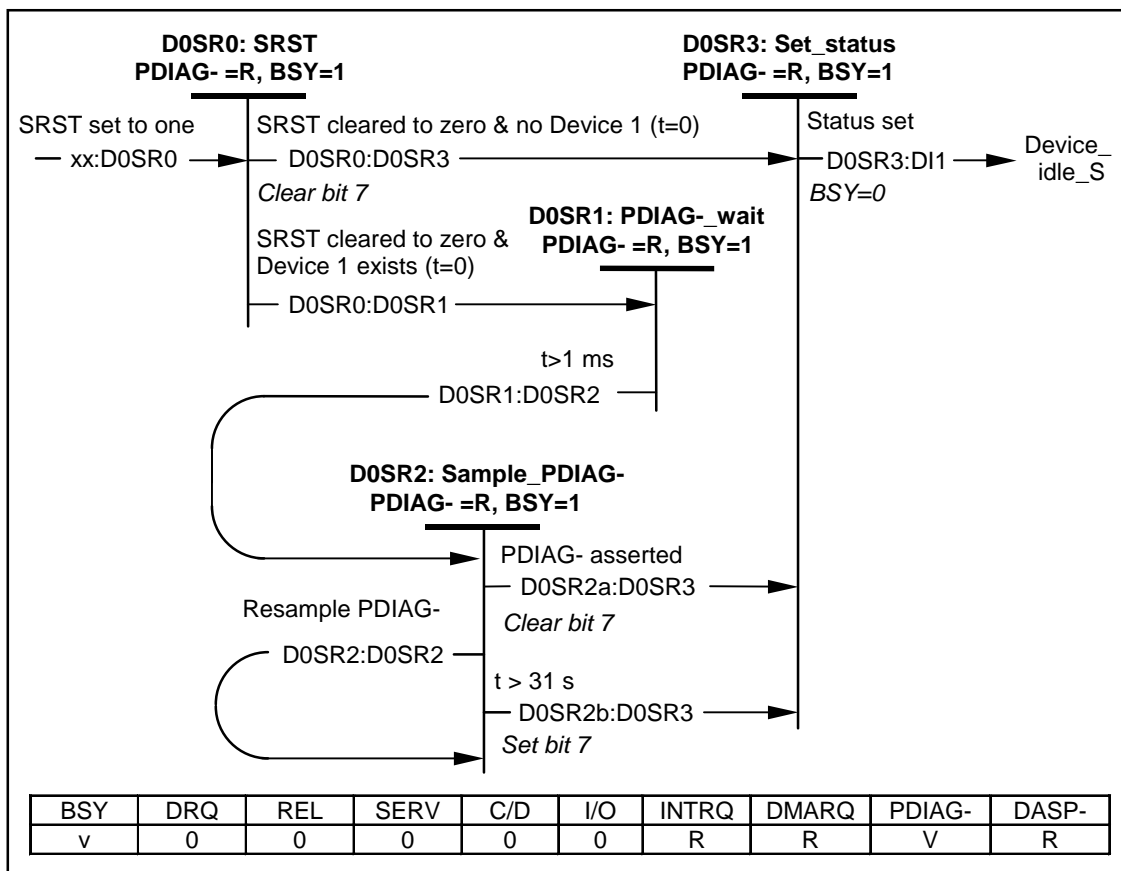 D0SR0: SRST
PDIAG- =R, BSY=1
D0SR3: Set_status
PDIAG- =R, BSY=1
SRST set to one
xx:D0SR0
SRST cleared to zero & no Device 1 (t=0)
D0SR0:D0SR3
Clear bit 7
Status set
D0SR3:DI1
BSY=0
Device_
idle_S
D0SR1: PDIAG-_wait
PDIAG- =R, BSY=1
SRST cleared to zero &
Device 1 exists (t=0)
D0SR0:D0SR1
t>1 ms
D0SR1:D0SR2
D0SR2: Sample_PDIAG-
PDIAG- =R, BSY=1
PDIAG- asserted
D0SR2a:D0SR3
Clear bit 7
Resample PDIAG-
D0SR2:D0SR2
t > 31 s
D0SR2b:D0SR3
Set bit 7
BSY DRQ REL SERV C/D I/O INTRQ DMARQ PDIAG- DASP-
v 0 0 0 0 0 R R V R